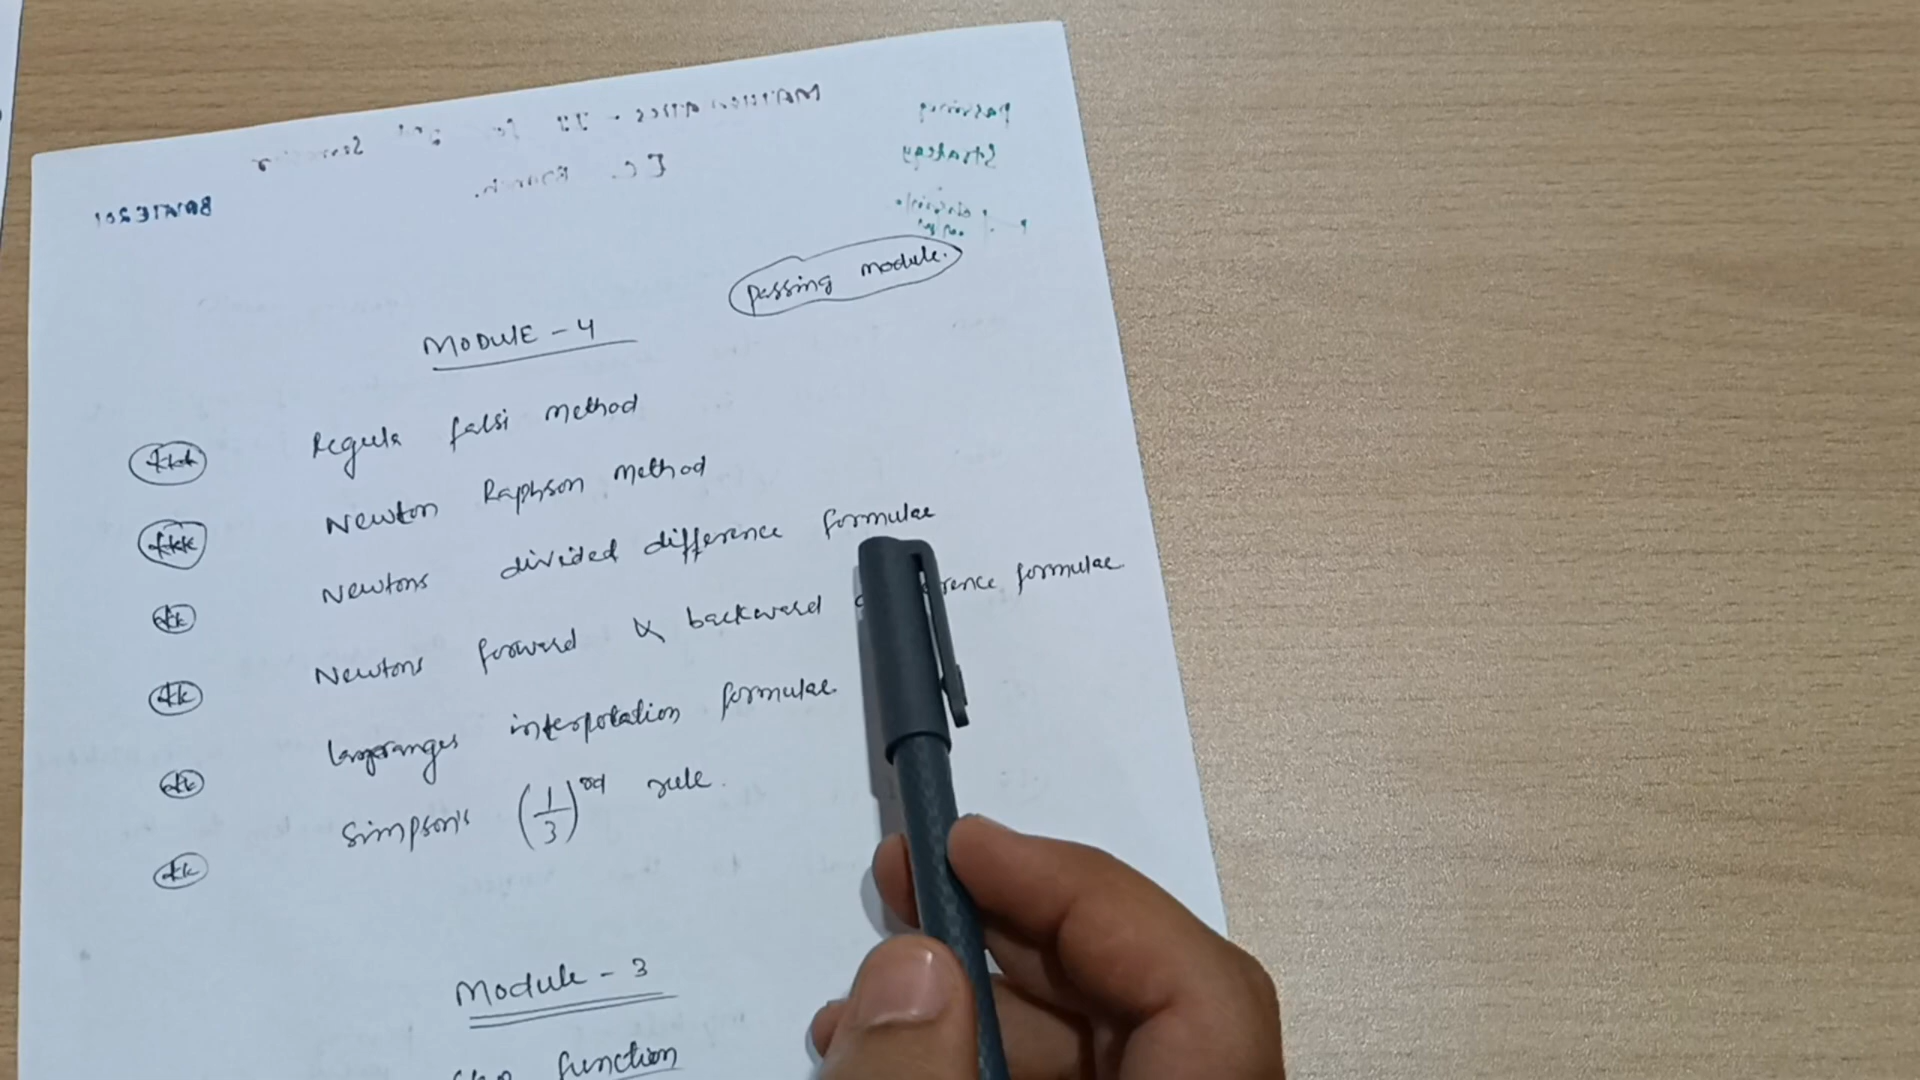 passing module.
MODULE - 4
*** Regula falsi method
*** Newton Raphson method
** Newtons divided difference formulae
** Newtons forward & backward formulae
** lagranges interpolation formulae
** Simpson's (1/3)rd rule.
Module - 3
function